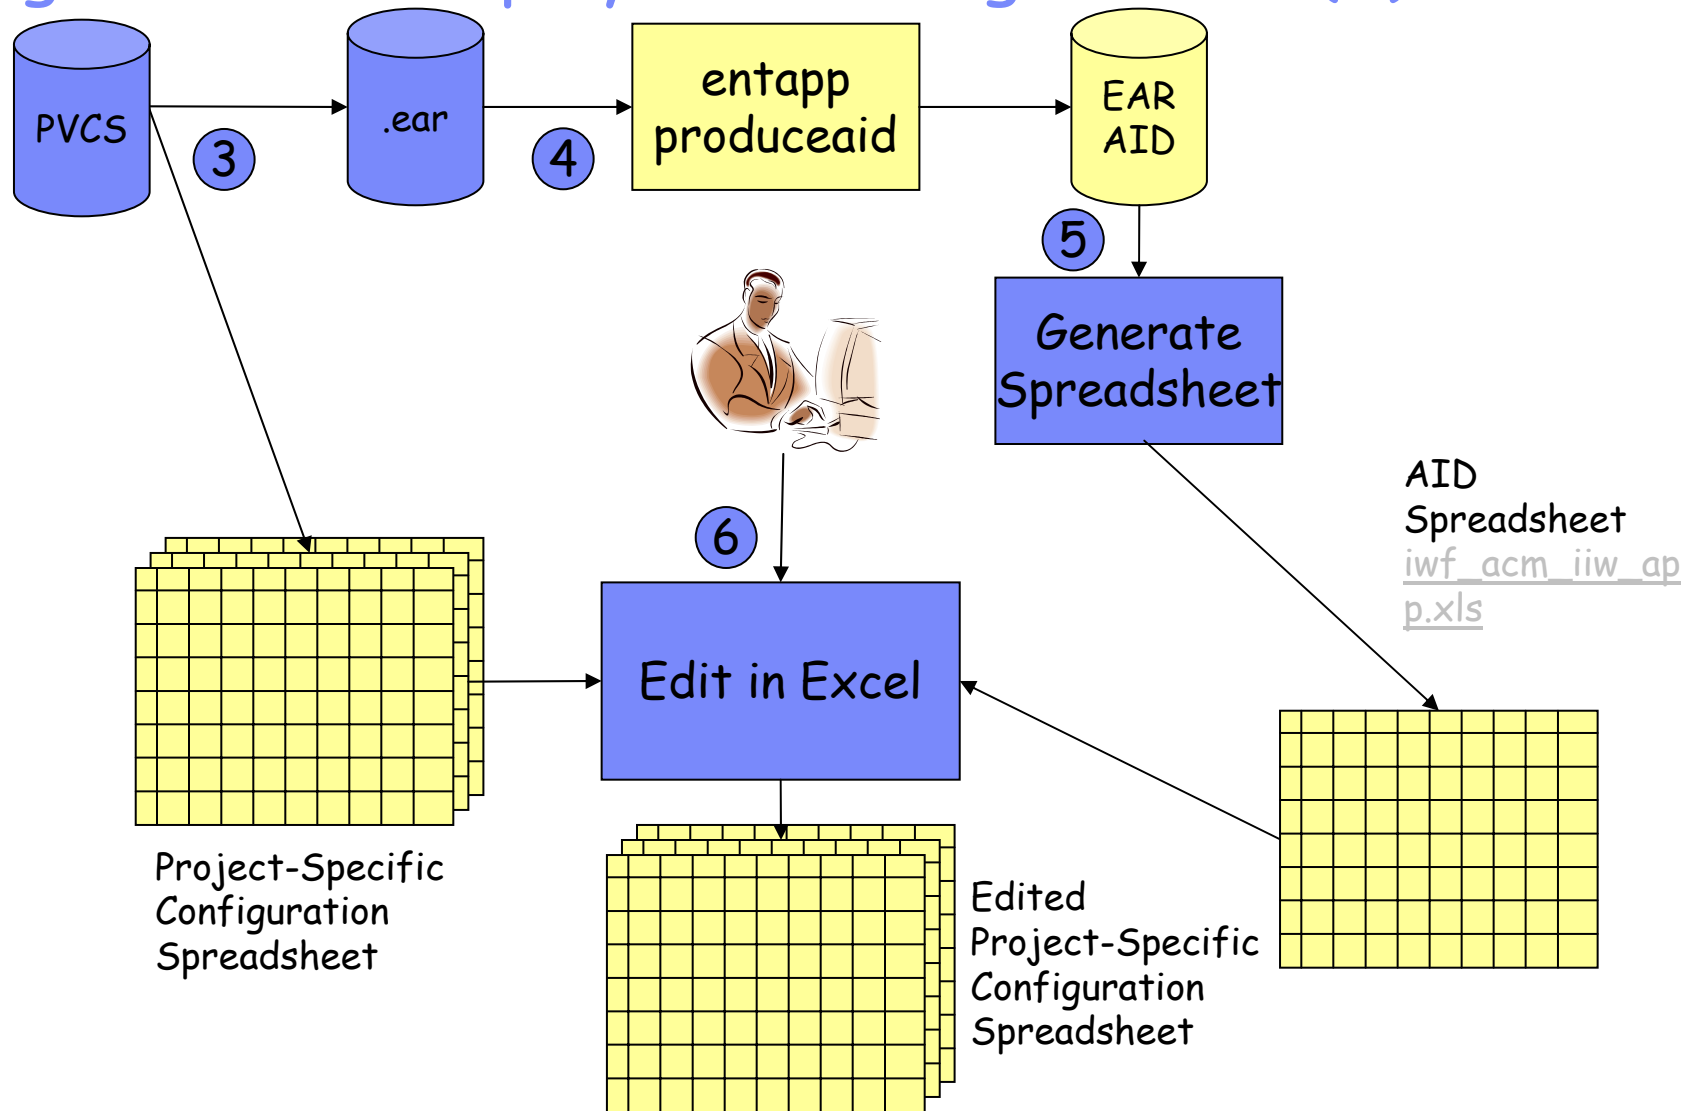 PVCS
3
.ear
4
entapp
produceaid
EAR
AID
5
Generate
Spreadsheet
AID
Spreadsheet
iwf_acm_iiw_ap
p.xls
6
Edit in Excel
Project-Specific
Configuration
Spreadsheet
Edited
Project-Specific
Configuration
Spreadsheet